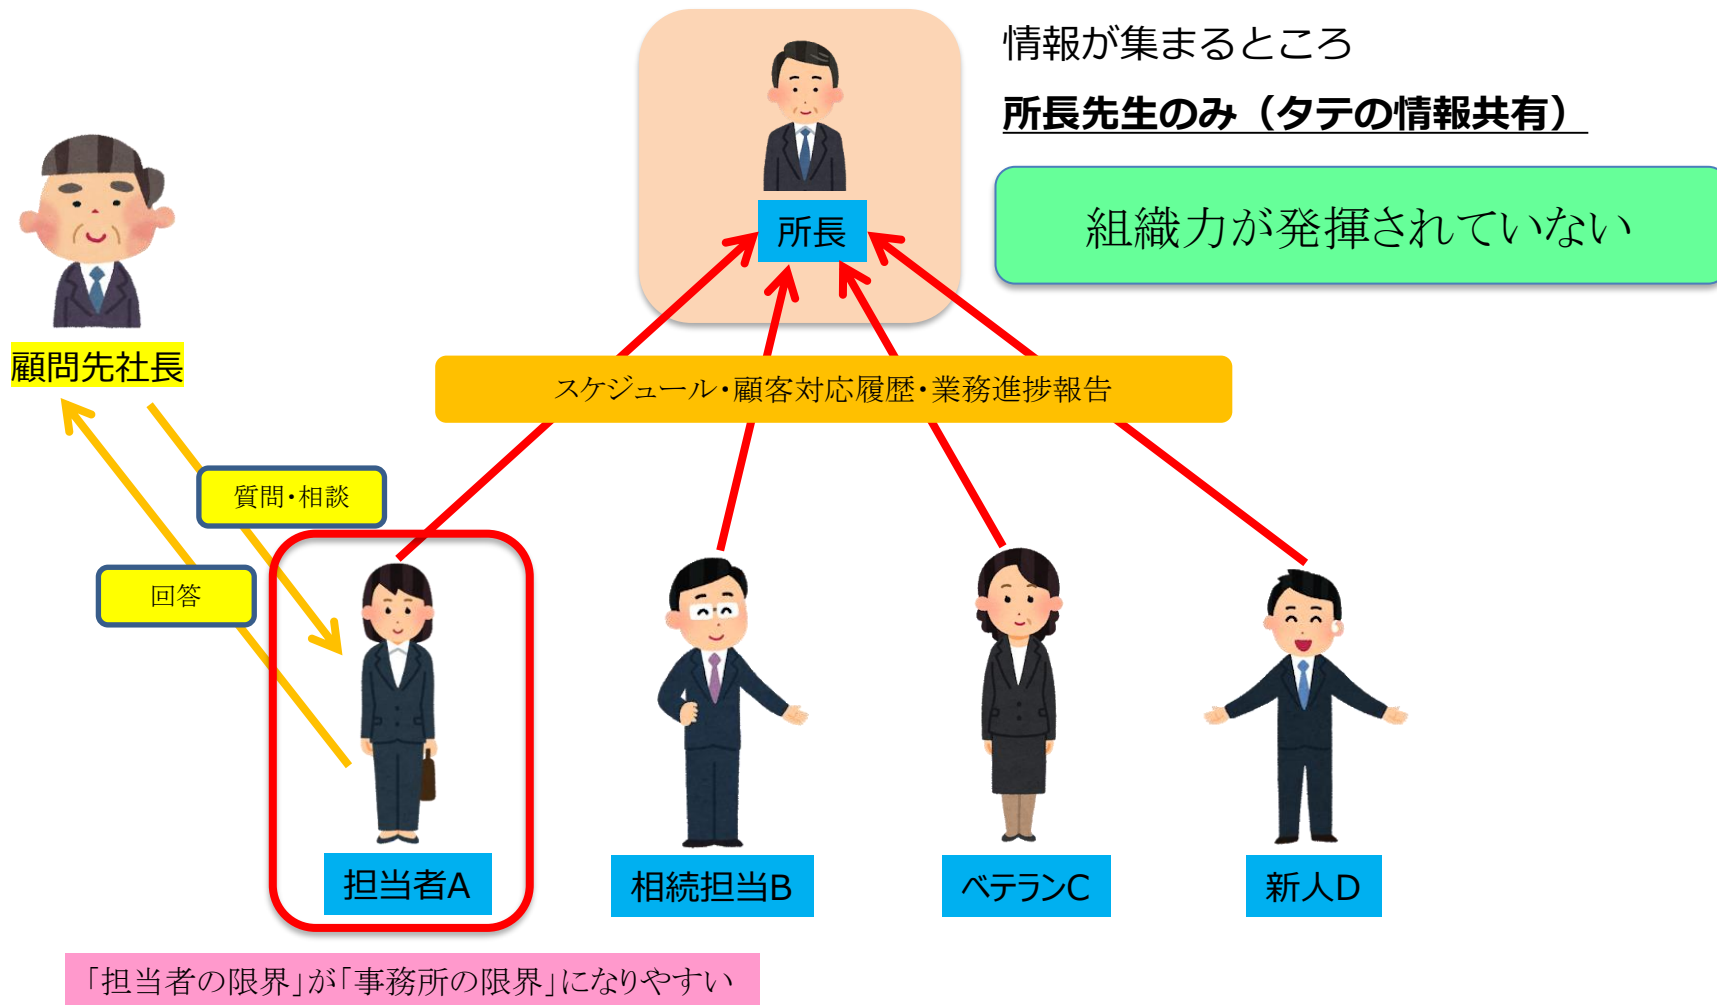 情報が集まるところ
所長先生のみ（タテの情報共有）
組織力が発揮されていない
所長
顧問先社長
スケジュール・顧客対応履歴・業務進捗報告
質問・相談
回答
担当者A
相続担当B
ベテランC
新人D
「担当者の限界」が「事務所の限界」になりやすい